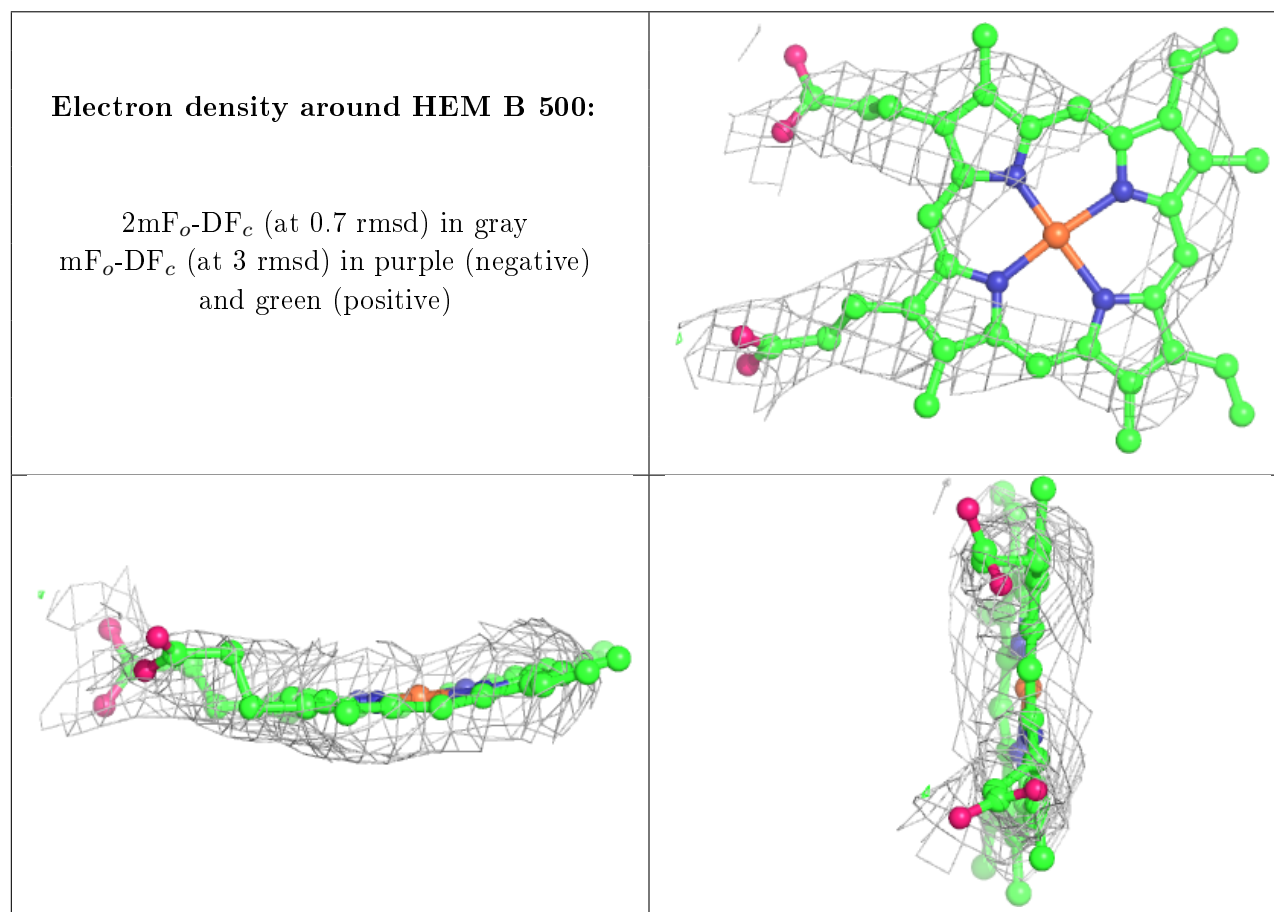 Electron density around HEM B 500:
2mFo-DFc (at 0.7 rmsd) in gray
mFo-DFc (at 3 rmsd) in purple (negative)
and green (positive)